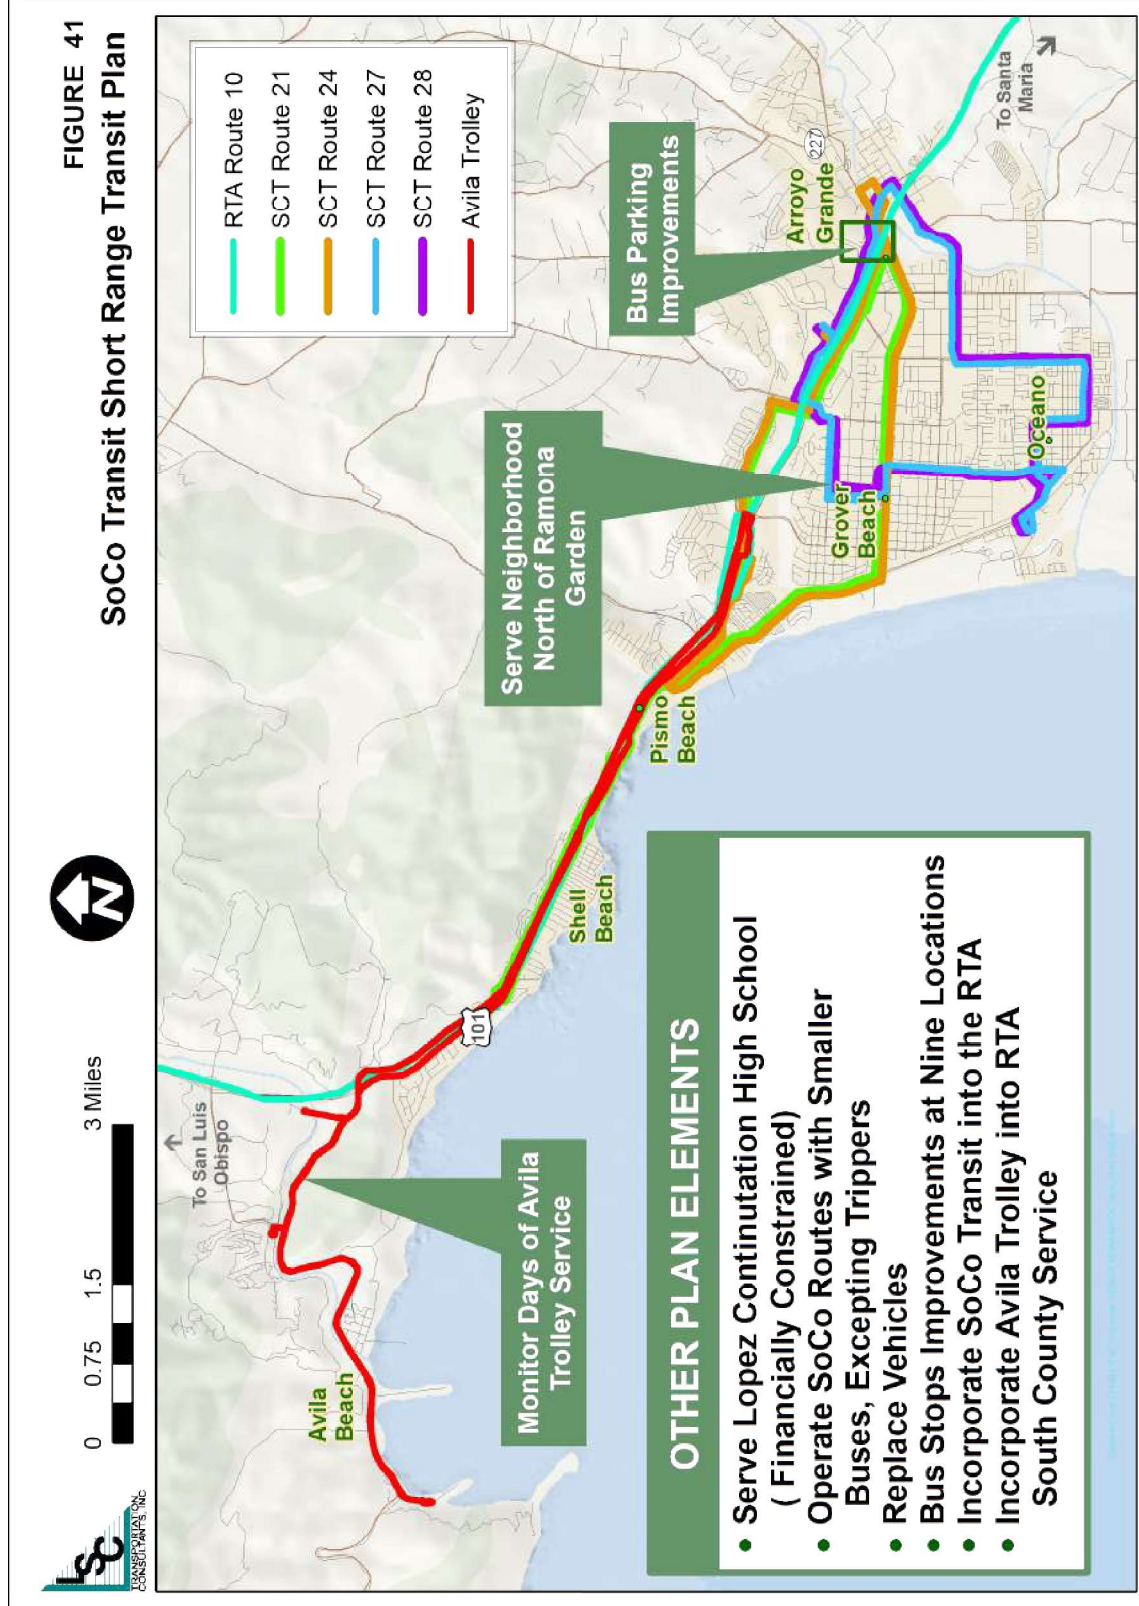 FIGURE 41
SoCo Transit Short Range Transit Plan
LSC
TRANSPORTATION
CONSULTANTS, INC
0 0.75 1.5 3 Miles
N
RTA Route 10
SCT Route 21
SCT Route 24
SCT Route 27
SCT Route 28
Avila Trolley
To San Luis
Obispo
101
Avila
Beach
Monitor Days of Avila
Trolley Service
Shell
Beach
Pismo
Beach
Serve Neighborhood
North of Ramona
Garden
Grover
Beach
Oceano
Bus Parking
Improvements
Arroyo
Grande
227
To Santa
Maria
OTHER PLAN ELEMENTS
• Serve Lopez Continutation High School
( Financially Constrained)
• Operate SoCo Routes with Smaller
Buses, Excepting Trippers
• Replace Vehicles
• Bus Stops Improvements at Nine Locations
• Incorporate SoCo Transit into the RTA
• Incorporate Avila Trolley into RTA
South County Service